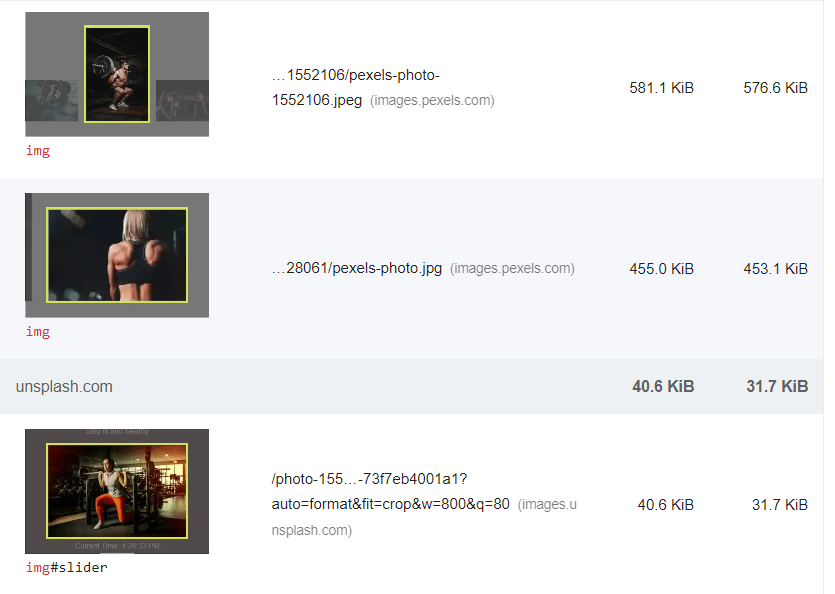 …1552106/pexels-photo-
1552106.jpeg (images.pexels.com) 581.1 KiB 576.6 KiB
img
…28061/pexels-photo.jpg (images.pexels.com) 455.0 KiB 453.1 KiB
img
unsplash.com 40.6 KiB 31.7 KiB
Stay fit and healthy
/photo-155…-73f7eb4001a1?
auto=format&fit=crop&w=800&q=80 (images.u
nsplash.com) 40.6 KiB 31.7 KiB
Current Time: 4:28:33 PM
img#slider